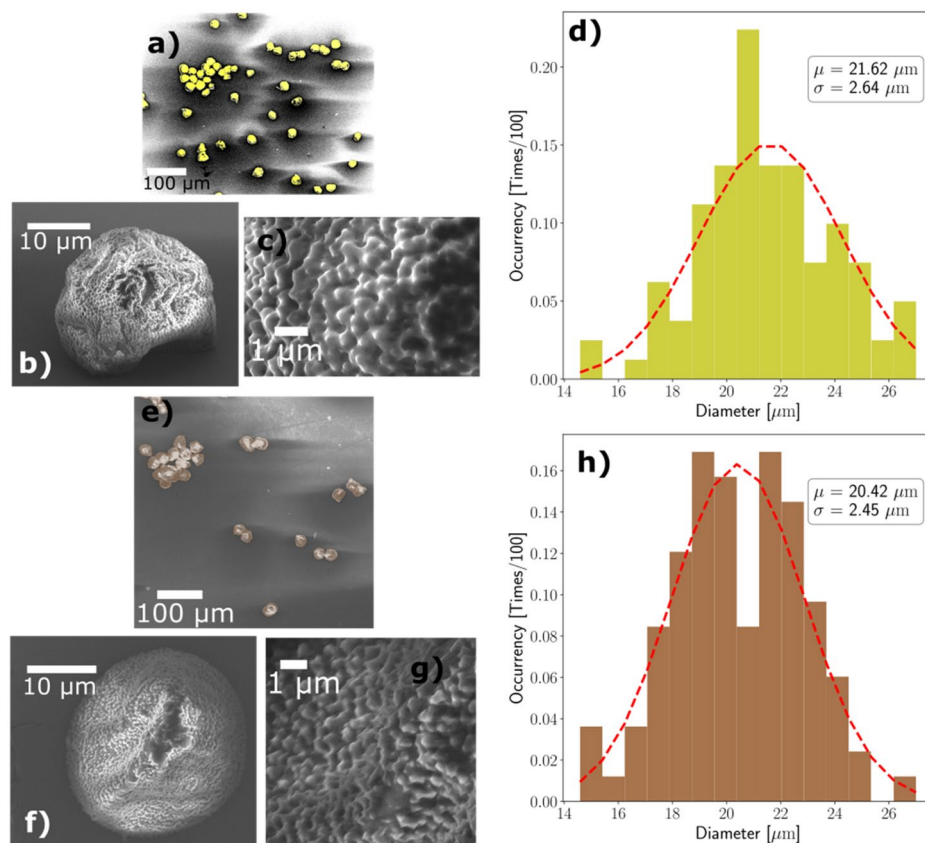 a)
100 μm
10 μm
b)
c)
1 μm
d)
μ = 21.62 μm
σ = 2.64 μm
Occurrency [Times/100]
0.20
0.15
0.10
0.05
0.00
14 16 18 20 22 24 26
Diameter [μm]
e)
100 μm
10 μm
f)
g)
1 μm
h)
μ = 20.42 μm
σ = 2.45 μm
Occurrency [Times/100]
0.16
0.14
0.12
0.10
0.08
0.06
0.04
0.02
0.00
14 16 18 20 22 24 26
Diameter [μm]